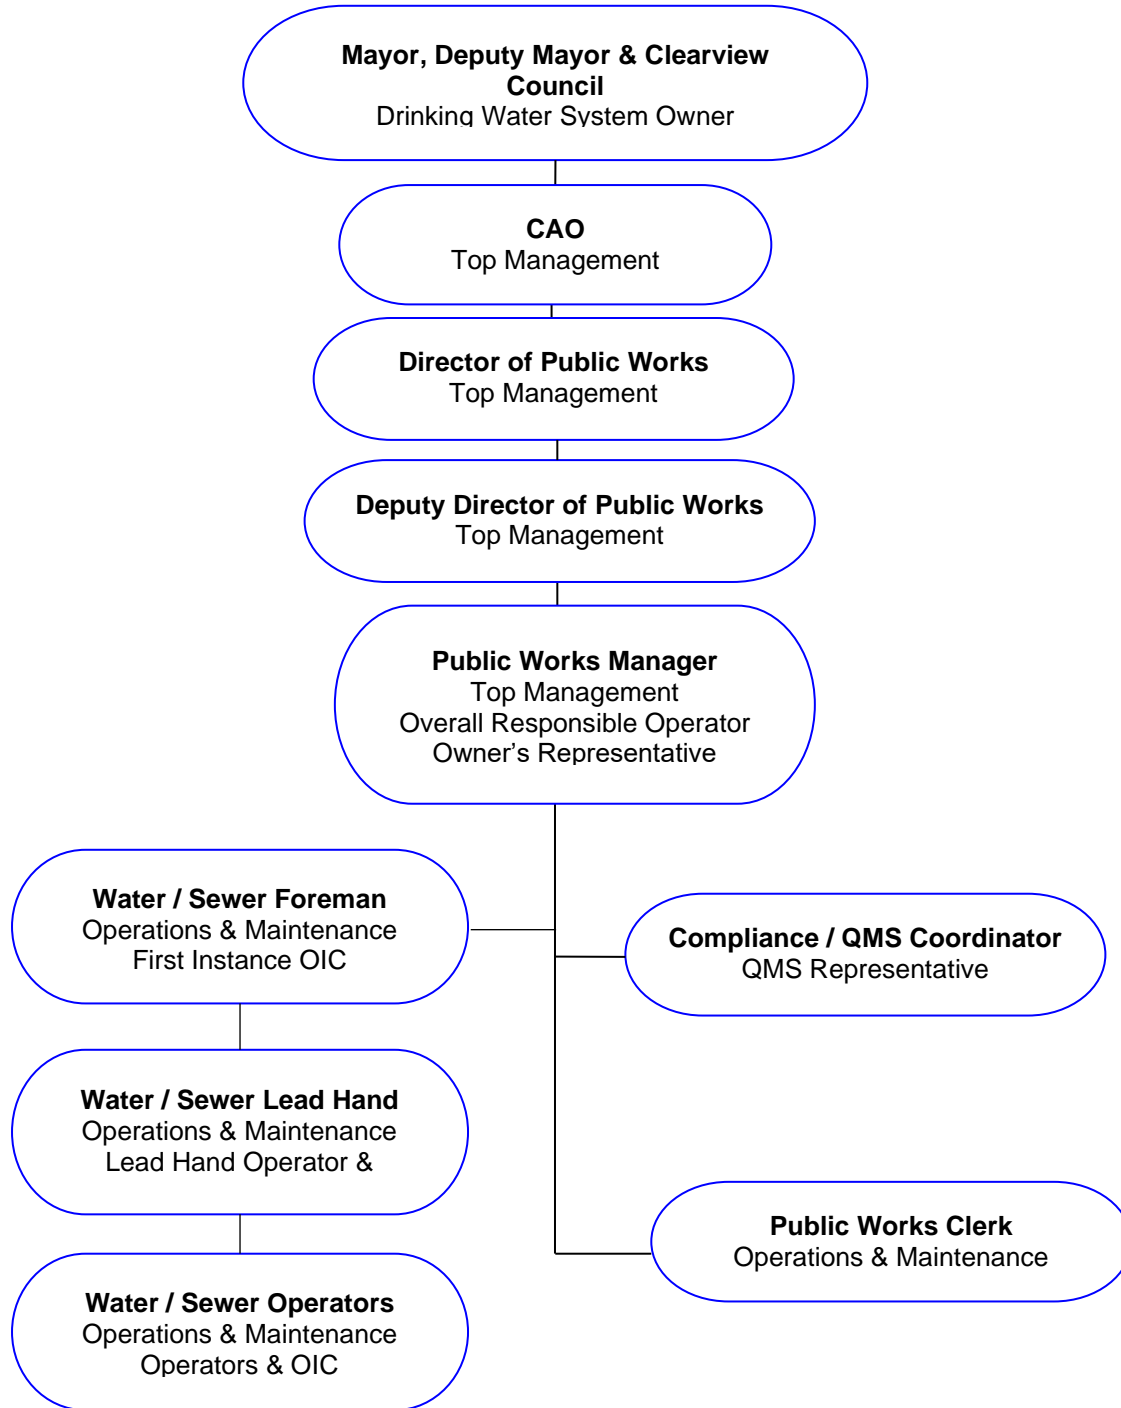 Mayor, Deputy Mayor & Clearview
Council
Drinking Water System Owner
CAO
Top Management
Director of Public Works
Top Management
Deputy Director of Public Works
Top Management
Public Works Manager
Top Management
Overall Responsible Operator
Owner’s Representative
Water / Sewer Foreman
Operations & Maintenance
First Instance OIC
Compliance / QMS Coordinator
QMS Representative
Water / Sewer Lead Hand
Operations & Maintenance
Lead Hand Operator &
Public Works Clerk
Operations & Maintenance
Water / Sewer Operators
Operations & Maintenance
Operators & OIC